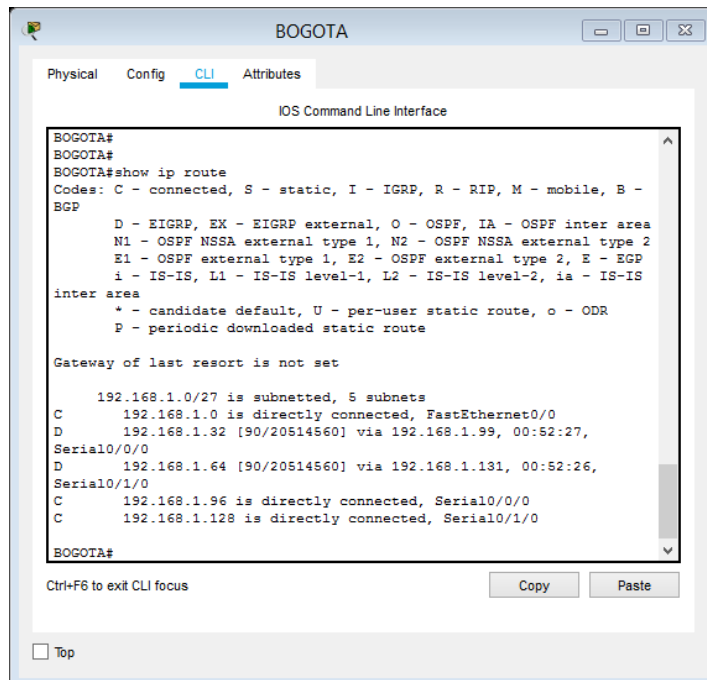 BOGOTA
Physical Config CLI Attributes
IOS Command Line Interface
BOGOTA#
BOGOTA#
BOGOTA#show ip route
Codes: C - connected, S - static, I - IGRP, R - RIP, M - mobile, B -
BGP
D - EIGRP, EX - EIGRP external, O - OSPF, IA - OSPF inter area
N1 - OSPF NSSA external type 1, N2 - OSPF NSSA external type 2
E1 - OSPF external type 1, E2 - OSPF external type 2, E - EGP
i - IS-IS, L1 - IS-IS level-1, L2 - IS-IS level-2, ia - IS-IS
inter area
* - candidate default, U - per-user static route, o - ODR
P - periodic downloaded static route
Gateway of last resort is not set
192.168.1.0/27 is subnetted, 5 subnets
C 192.168.1.0 is directly connected, FastEthernet0/0
D 192.168.1.32 [90/20514560] via 192.168.1.99, 00:52:27,
Serial0/0/0
D 192.168.1.64 [90/20514560] via 192.168.1.131, 00:52:26,
Serial0/1/0
C 192.168.1.96 is directly connected, Serial0/0/0
C 192.168.1.128 is directly connected, Serial0/1/0
BOGOTA#
Ctrl+F6 to exit CLI focus Copy Paste
Top